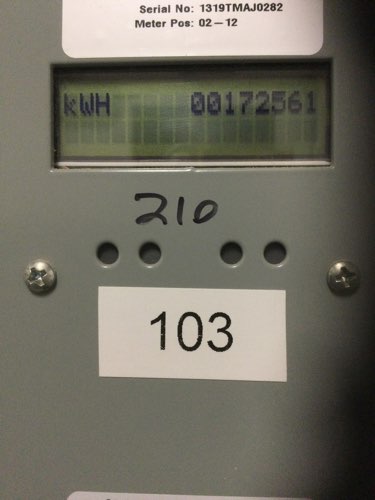 Serial No: 1319TMAJ0282
Meter Pos: 02-12
kWH 00172561
210
103